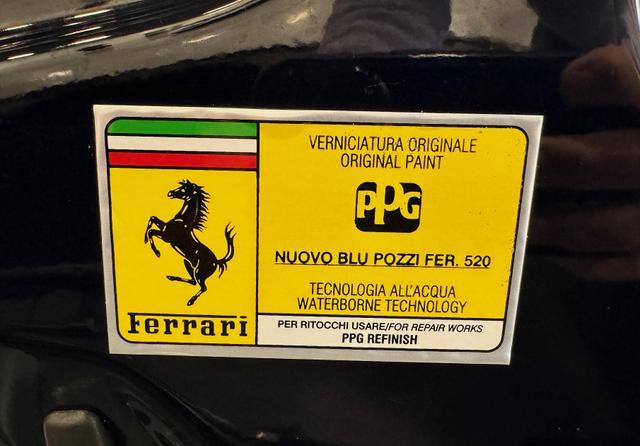 Ferrari
VERNICIATURA ORIGINALE
ORIGINAL PAINT
PPG
NUOVO BLU POZZI FER. 520
TECNOLOGIA ALL'ACQUA
WATERBORNE TECHNOLOGY
PER RITOCCHI USARE/FOR REPAIR WORKS
PPG REFINISH